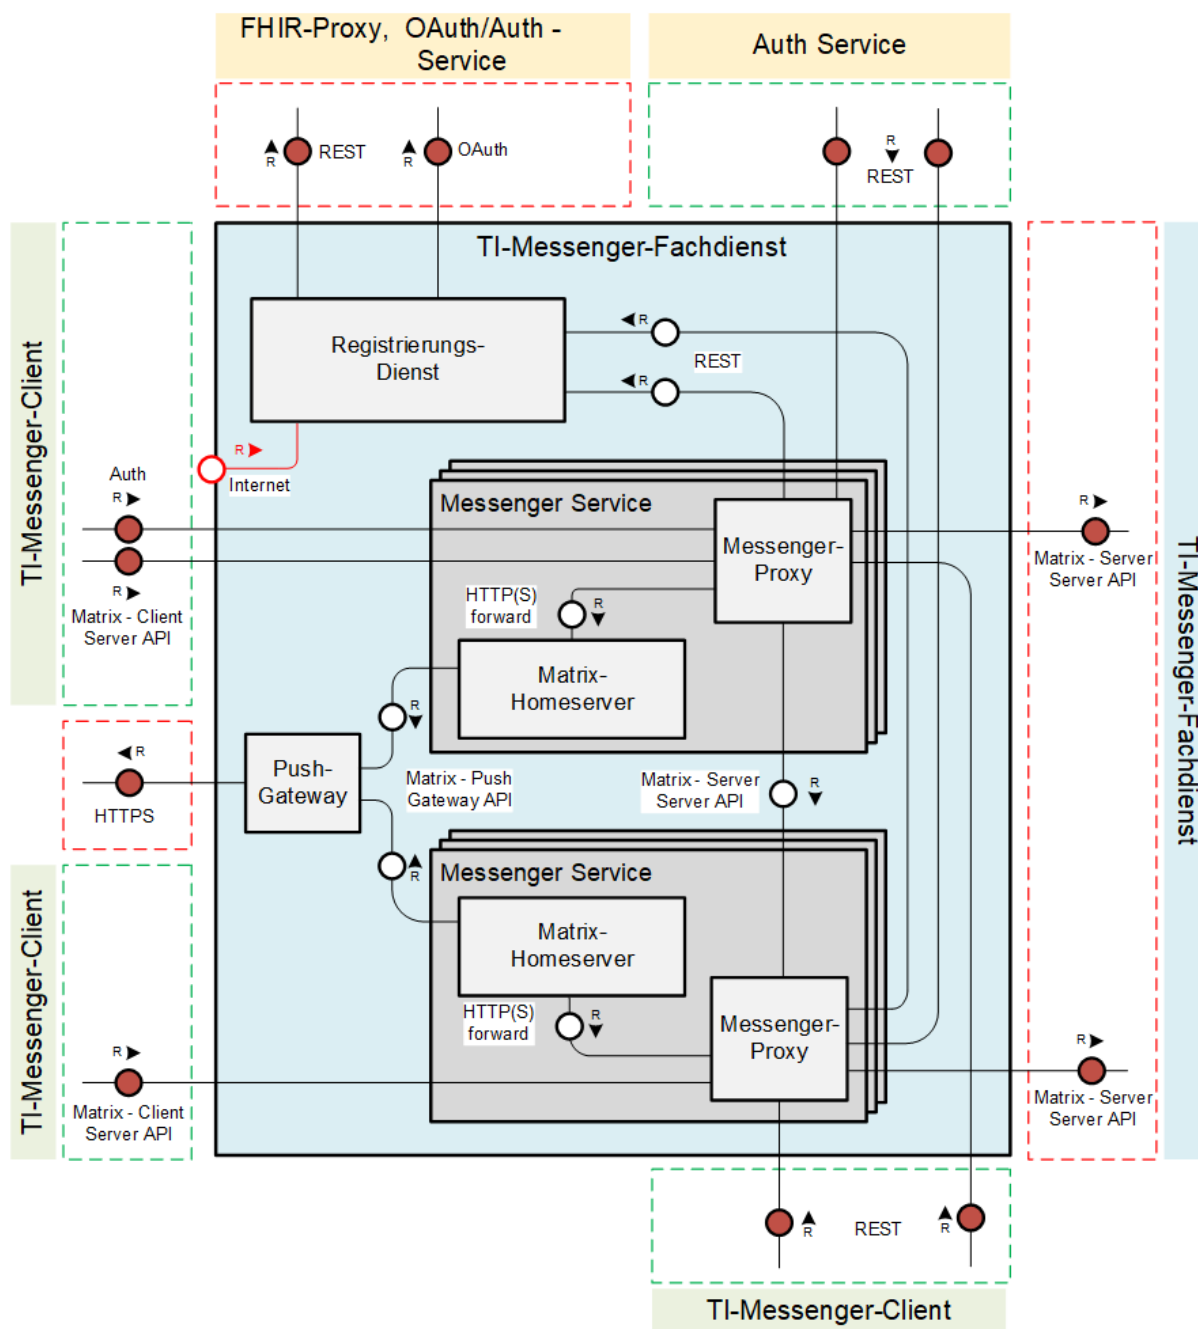 FHIR-Proxy, OAuth/Auth -
Service
Auth Service
R
REST
R
OAuth
R
REST
TI-Messenger-Fachdienst
TI-Messenger-Client
Registrierungs-
Dienst
R
REST
R
R
Internet
Auth
R
R
Matrix - Client
Server API
Messenger Service
Messenger-
Proxy
HTTP(S)
forward
R
Matrix-
Homeserver
R
Matrix - Server
Server API
TI-Messenger-Fachdienst
R
HTTPS
Push-
Gateway
R
Matrix - Push
Gateway API
R
Matrix - Server
Server API
R
Messenger Service
Matrix-
Homeserver
HTTP(S)
forward
R
Messenger-
Proxy
TI-Messenger-Client
R
Matrix - Client
Server API
R
Matrix - Server
Server API
R
REST
R
TI-Messenger-Client